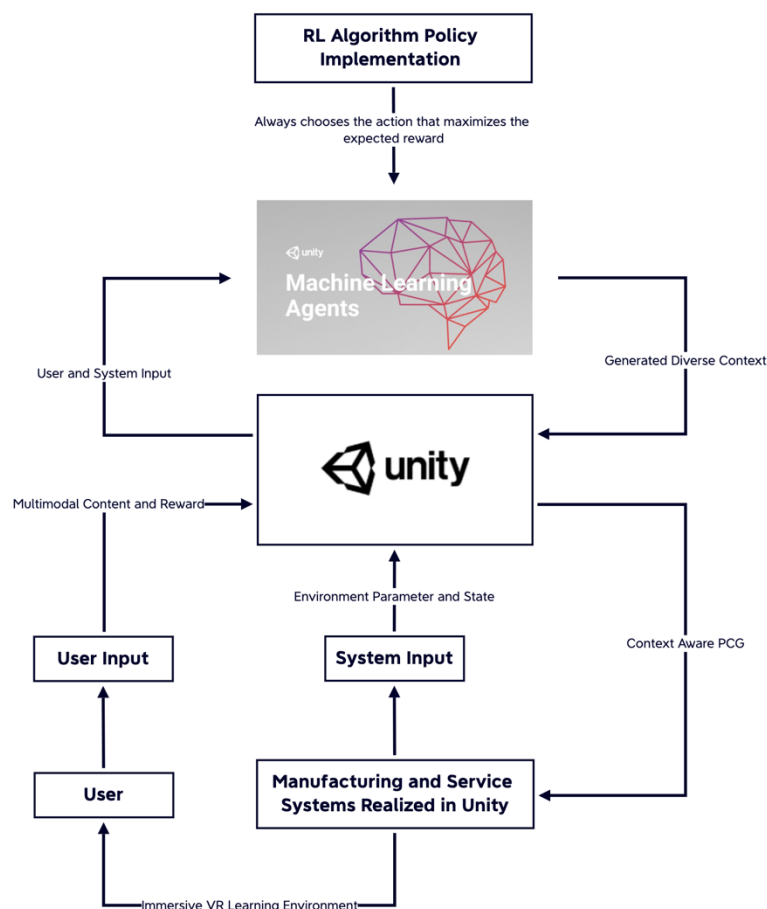 RL Algorithm Policy
Implementation
Always chooses the action that maximizes the
expected reward
unity
Machine Learning
Agents
User and System Input
Generated Diverse Context
unity
Multimodal Content and Reward
Environment Parameter and State
User Input
System Input
Context Aware PCG
User
Manufacturing and Service
Systems Realized in Unity
Immersive VR Learning Environment